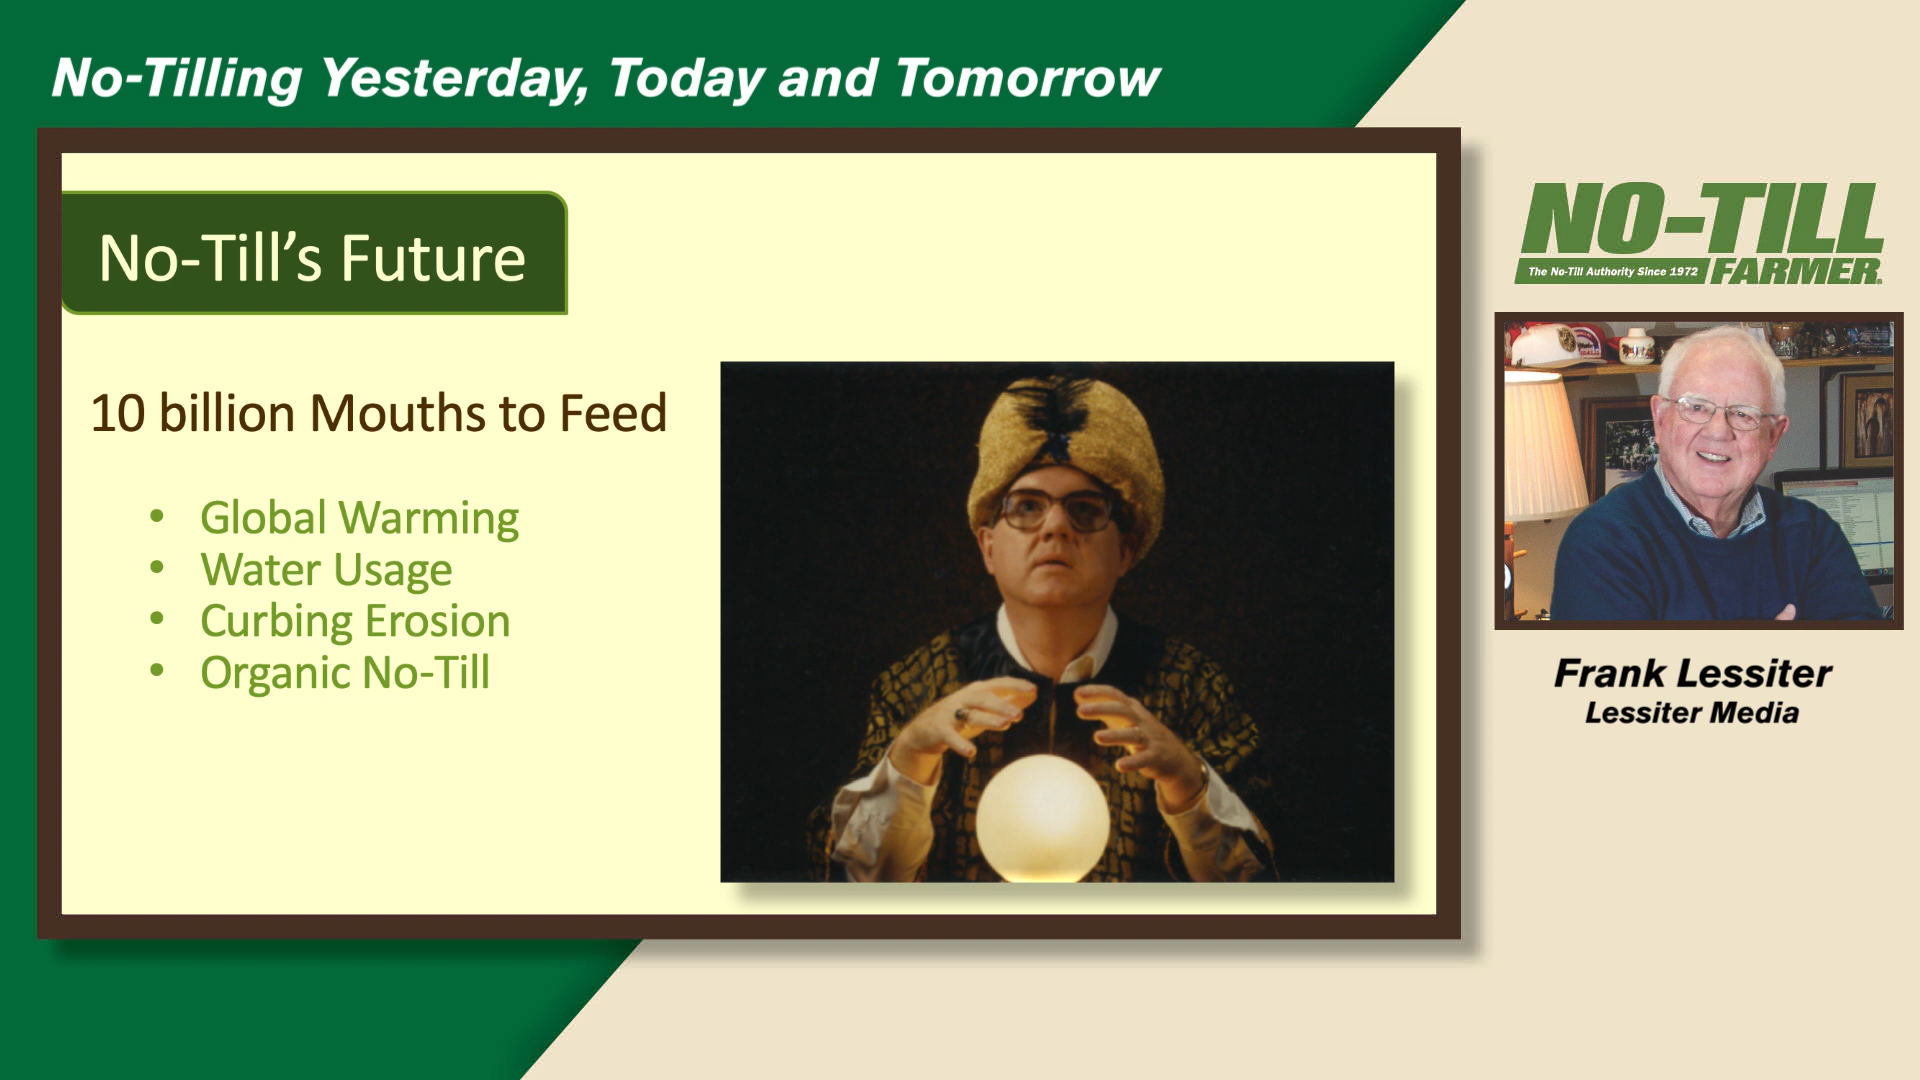 No-Tilling Yesterday, Today and Tomorrow
No-Till’s Future
10 billion Mouths to Feed
• Global Warming
• Water Usage
• Curbing Erosion
• Organic No-Till
NO-TILL
The No-Till Authority Since 1972
FARMER®
Frank Lessiter
Lessiter Media